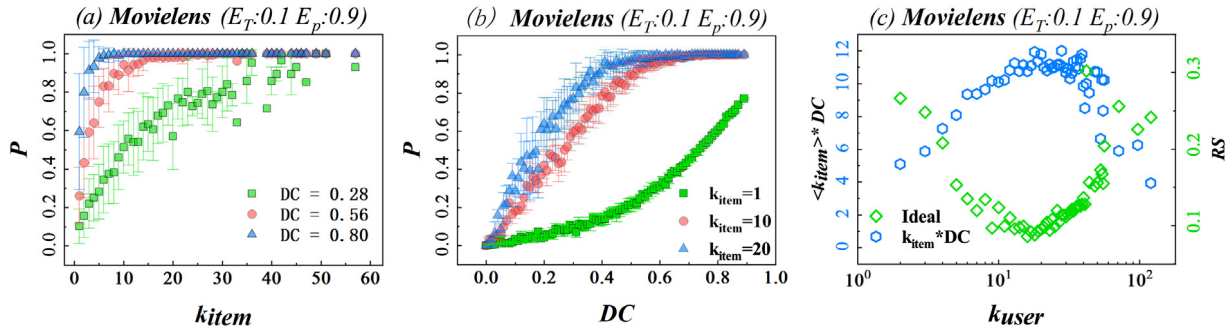 (a) Movielens (E_T:0.1 E_p:0.9)
P
1.0
0.8
0.6
0.4
0.2
0.0
DC = 0.28
DC = 0.56
DC = 0.80
0 10 20 30 40 50 60
k_item
(b) Movielens (E_T:0.1 E_p:0.9)
P
1.0
0.8
0.6
0.4
0.2
0.0
k_item=1
k_item=10
k_item=20
0.0 0.2 0.4 0.6 0.8 1.0
DC
(c) Movielens (E_T:0.1 E_p:0.9)
<k_item>* DC
12
10
8
6
4
2
0
Ideal
k_item*DC
0.3
0.2
0.1
RS
10^0 10^1 10^2
k_user